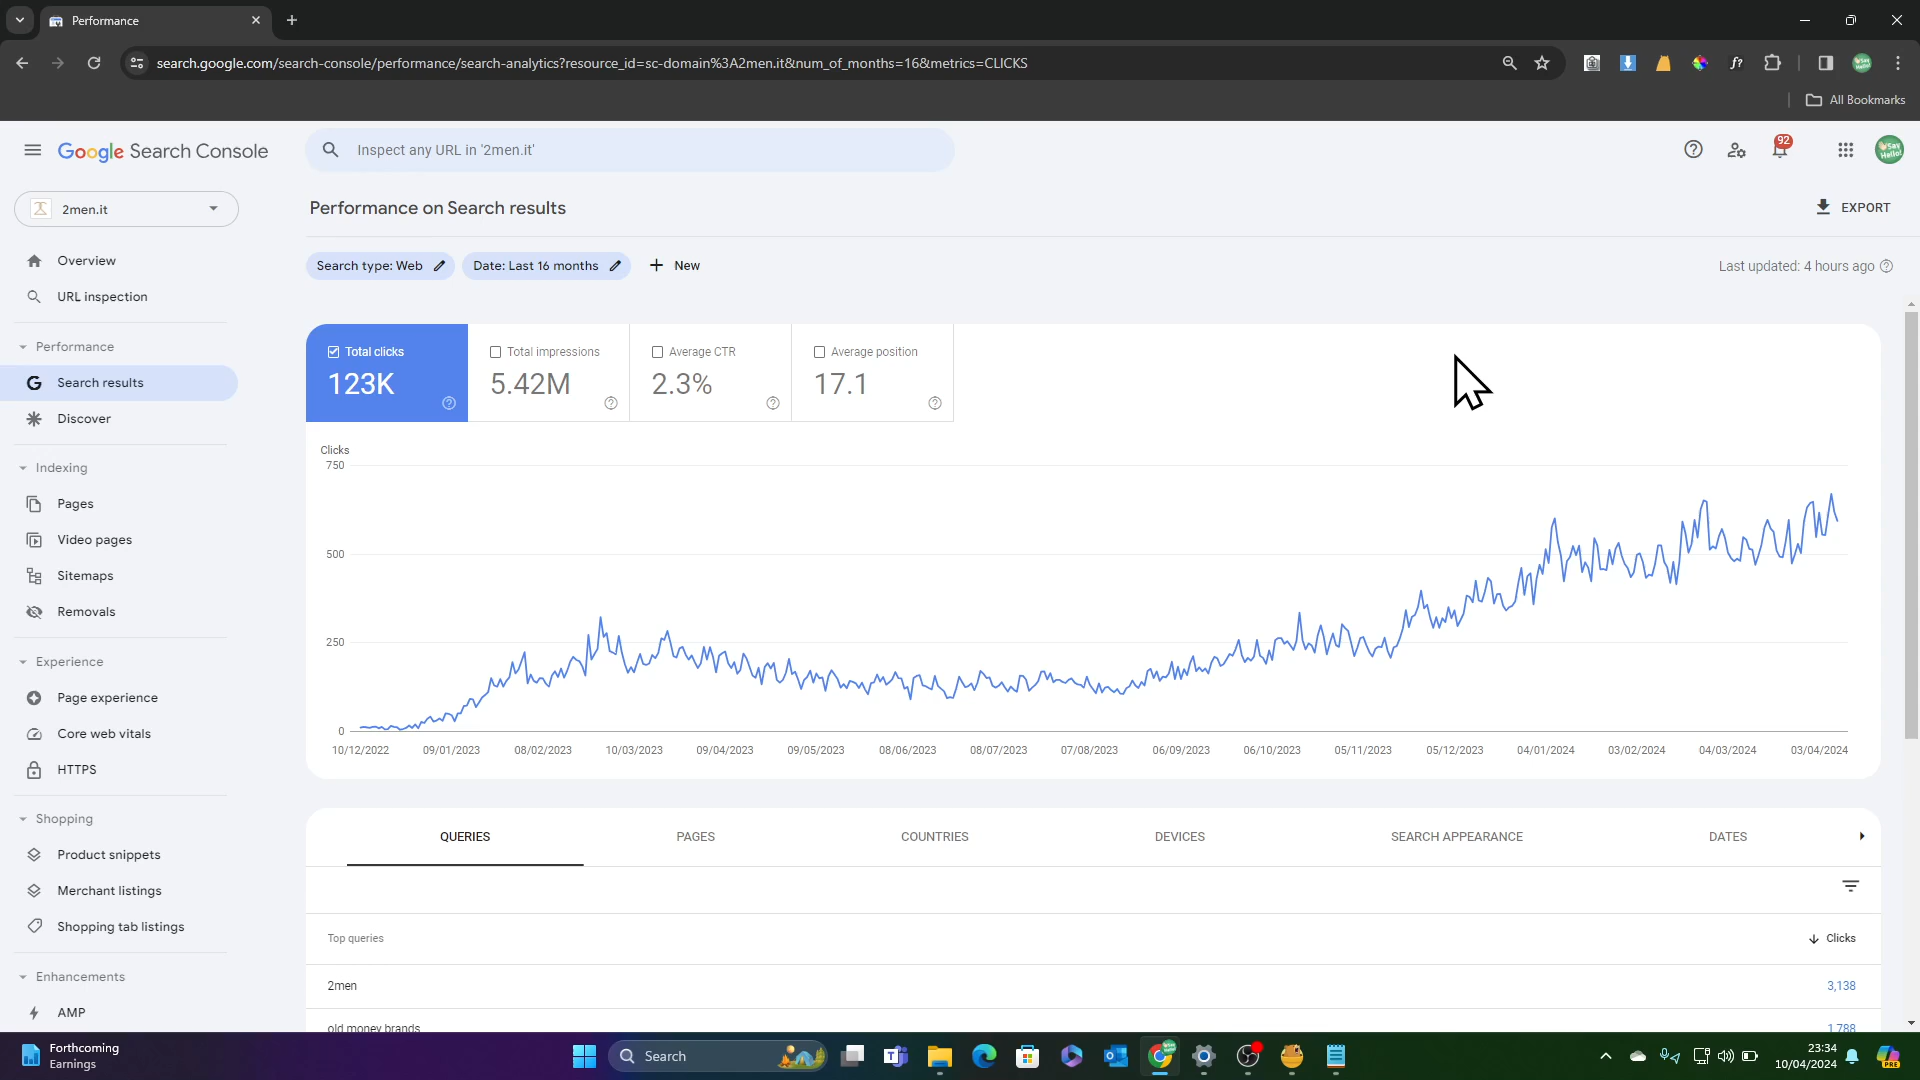 Performance
search.google.com/search-console/performance/search-analytics?resource_id=sc-domain%3A2men.it&num_of_months=16&metrics=CLICKS
All Bookmarks
Google Search Console
Inspect any URL in '2men.it'
92
Say Hello!
2men.it
Performance on Search results
EXPORT
Overview
URL inspection
Search type: Web
Date: Last 16 months
New
Last updated: 4 hours ago
Performance
Search results
Discover
Indexing
Pages
Video pages
Sitemaps
Removals
Experience
Page experience
Core web vitals
HTTPS
Shopping
Product snippets
Merchant listings
Shopping tab listings
Enhancements
AMP
Total clicks
123K
Total impressions
5.42M
Average CTR
2.3%
Average position
17.1
Clicks
750
500
250
0
10/12/2022 09/01/2023 08/02/2023 10/03/2023 09/04/2023 09/05/2023 08/06/2023 08/07/2023 07/08/2023 06/09/2023 06/10/2023 05/11/2023 05/12/2023 04/01/2024 03/02/2024 04/03/2024 03/04/2024
QUERIES PAGES COUNTRIES DEVICES SEARCH APPEARANCE DATES
Top queries
Clicks
2men
3,138
old money brands
1,788
Forthcoming
Earnings
Search
23:34
10/04/2024
PRE